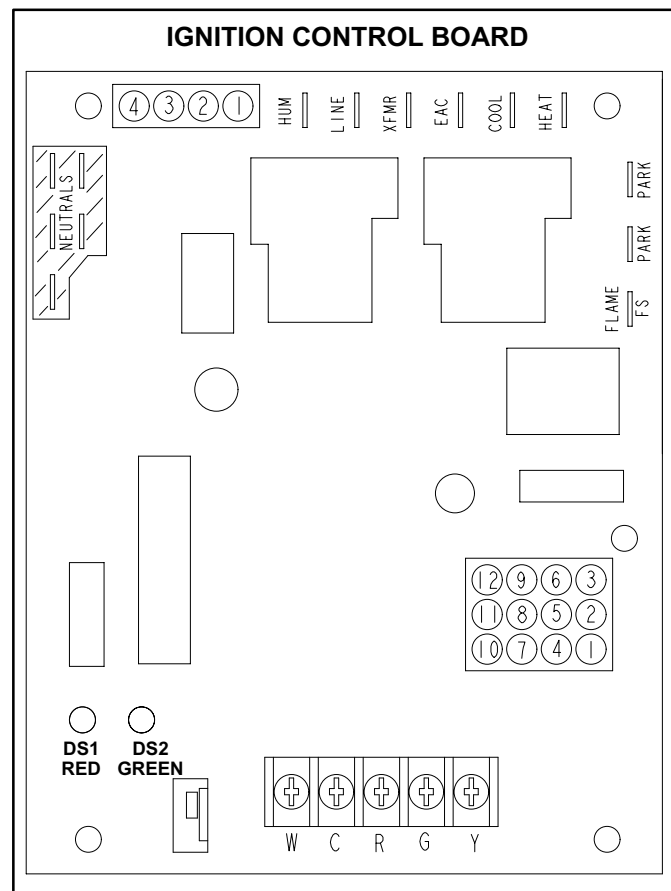 IGNITION CONTROL BOARD
4 3 2 1
HUM
LINE
XFMR
EAC
COOL
HEAT
NEUTRALS
PARK
PARK
FLAME
FS
12 9 6 3
11 8 5 2
10 7 4 1
DS1 DS2
RED GREEN
W C R G Y